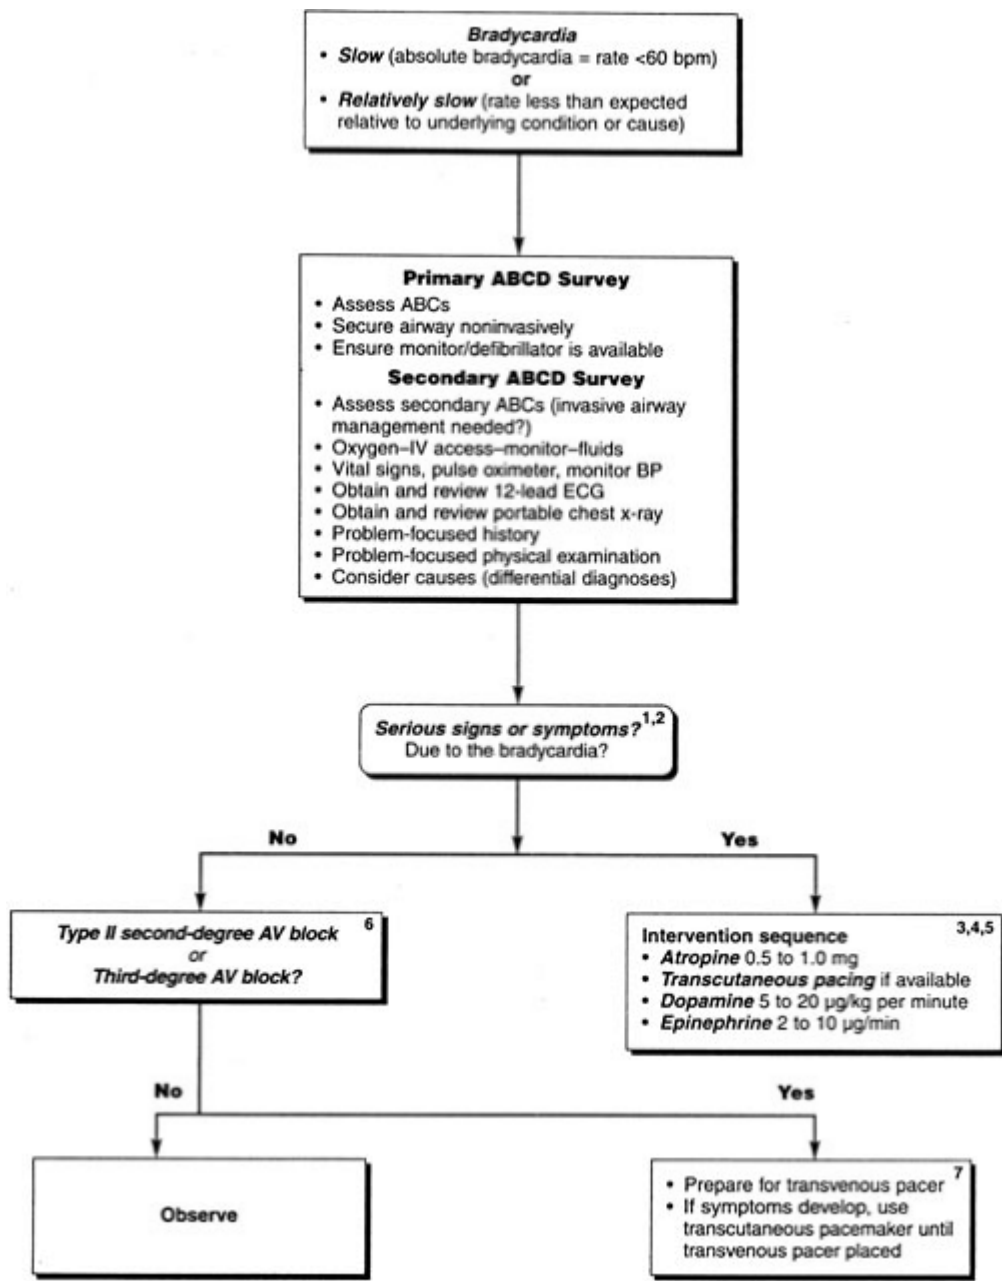 Bradycardia
• Slow (absolute bradycardia = rate <60 bpm)
or
• Relatively slow (rate less than expected
relative to underlying condition or cause)
Primary ABCD Survey
• Assess ABCs
• Secure airway noninvasively
• Ensure monitor/defibrillator is available
Secondary ABCD Survey
• Assess secondary ABCs (invasive airway
management needed?)
• Oxygen–IV access–monitor–fluids
• Vital signs, pulse oximeter, monitor BP
• Obtain and review 12-lead ECG
• Obtain and review portable chest x-ray
• Problem-focused history
• Problem-focused physical examination
• Consider causes (differential diagnoses)
Serious signs or symptoms? 1,2
Due to the bradycardia?
No
Yes
Type II second-degree AV block 6
or
Third-degree AV block?
3,4,5
Intervention sequence
• Atropine 0.5 to 1.0 mg
• Transcutaneous pacing if available
• Dopamine 5 to 20 µg/kg per minute
• Epinephrine 2 to 10 µg/min
No
Yes
Observe
7
• Prepare for transvenous pacer
• If symptoms develop, use
transcutaneous pacemaker until
transvenous pacer placed